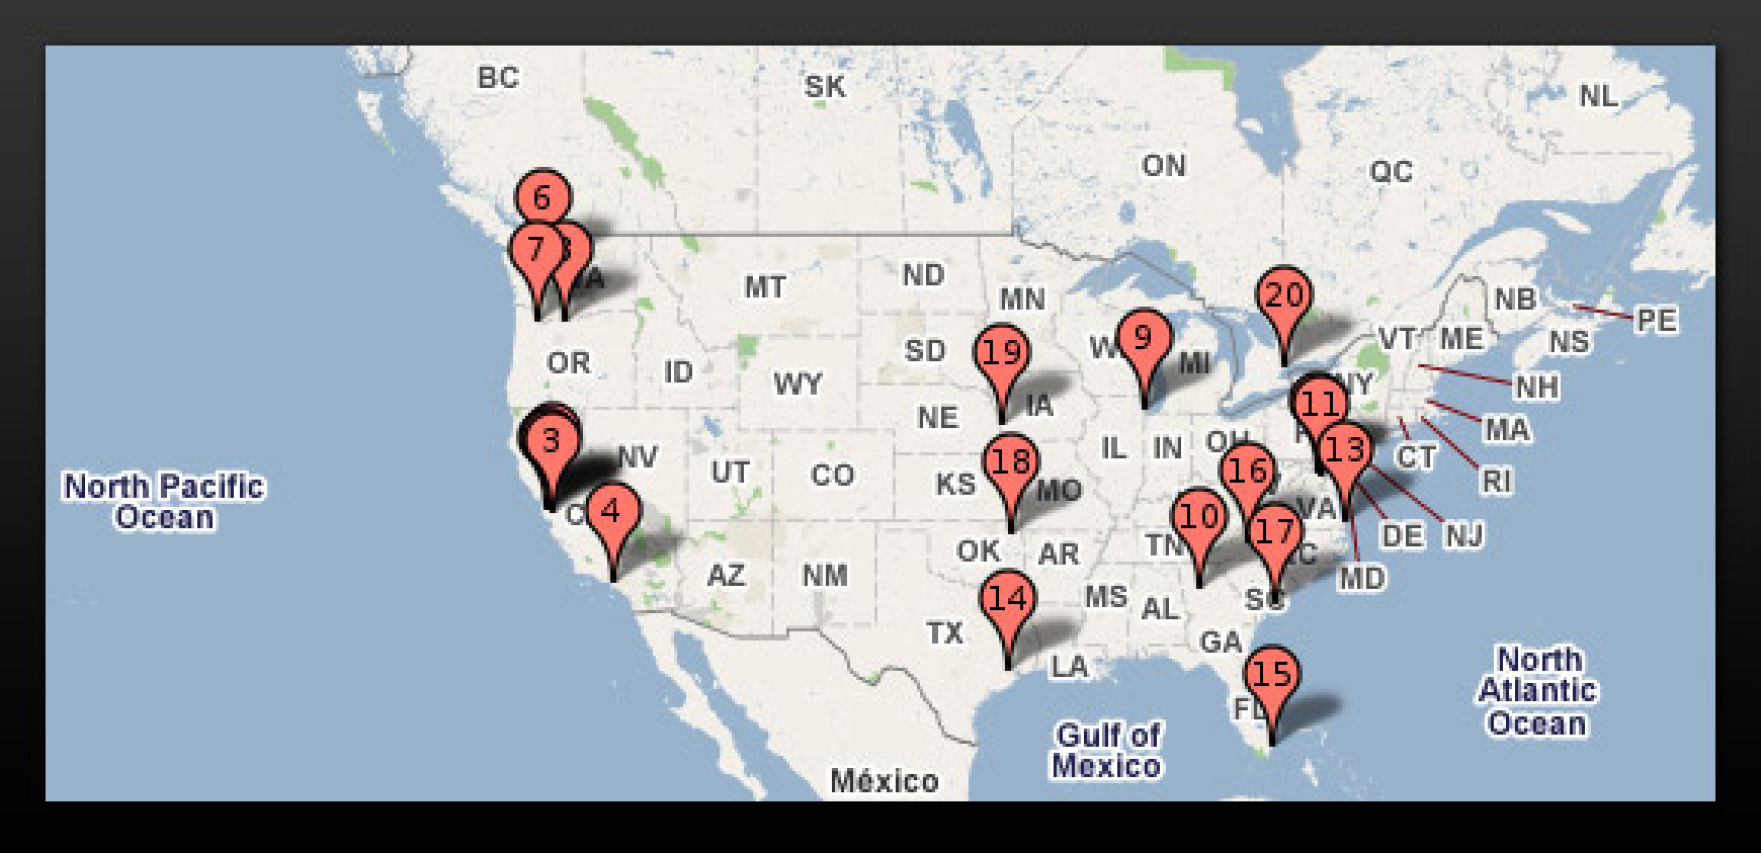 BC
SK
NL
ON
QC
6
7
MT
ND
MN
NB
PE
20
VT
ME
NS
OR
ID
SD
19
9
MI
WY
NH
NE
IA
11
MA
3
NV
UT
CO
KS
18
MO
IL
IN
13
CT
RI
North Pacific
Ocean
4
16
10
VA
17
DE
NJ
OK
AR
TN
AZ
NM
MD
14
MS
AL
SC
TX
GA
LA
15
FL
North
Atlantic
Ocean
Gulf of
Mexico
México